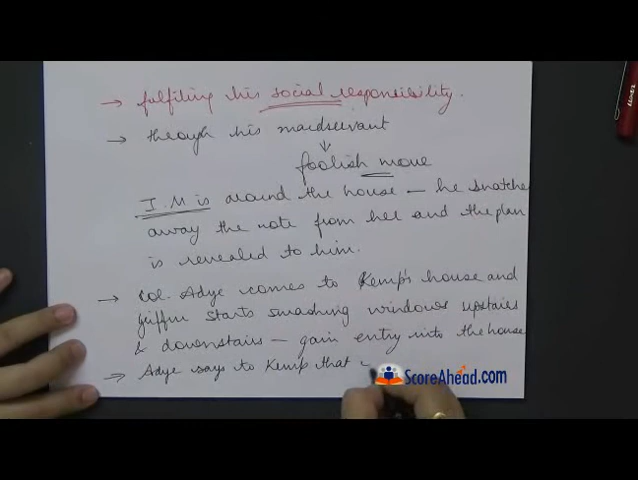 → fulfiling his social responsibility.
→ through his maidservant
↓
foolish move
I.M is around the house – he snatches
away the note from her and the plan
is revealed to him.
→ Col. Adye comes to Kemp's house and
Griffin starts smashing windows upstairs
& downstairs – gain entry into the house
→ Adye says to Kemp that
ScoreAhead.com